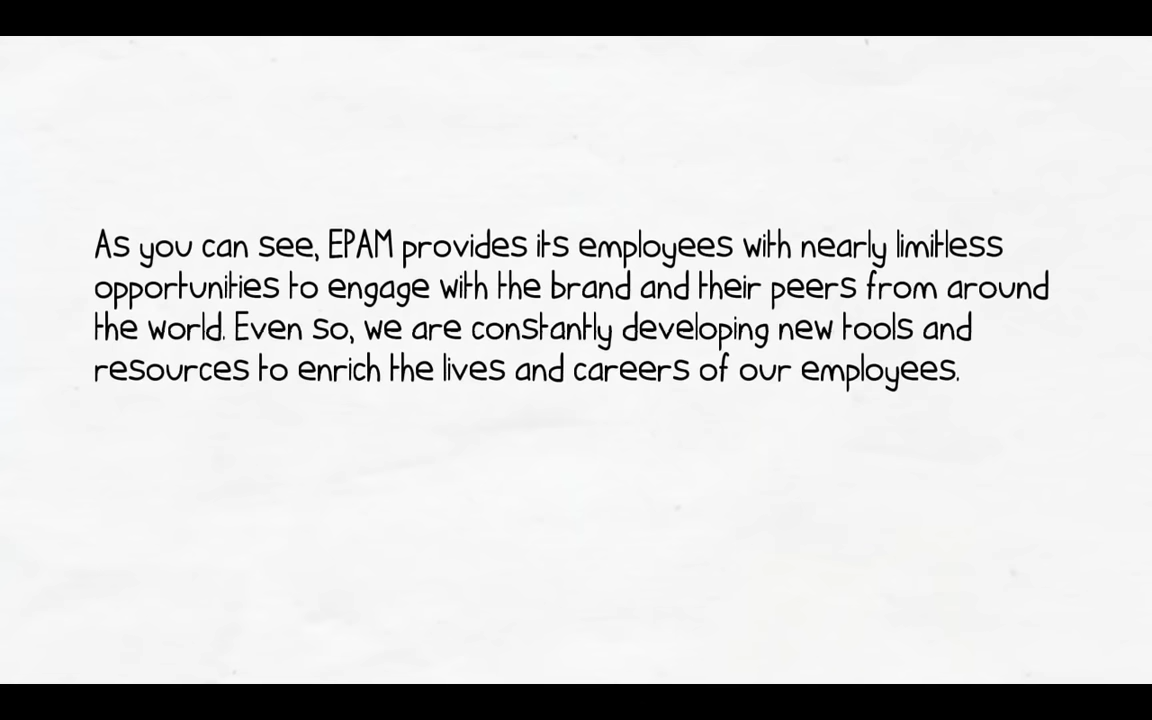 As you can see, EPAM provides its employees with nearly limitless
opportunities to engage with the brand and their peers from around
the world. Even so, we are constantly developing new tools and
resources to enrich the lives and careers of our employees.